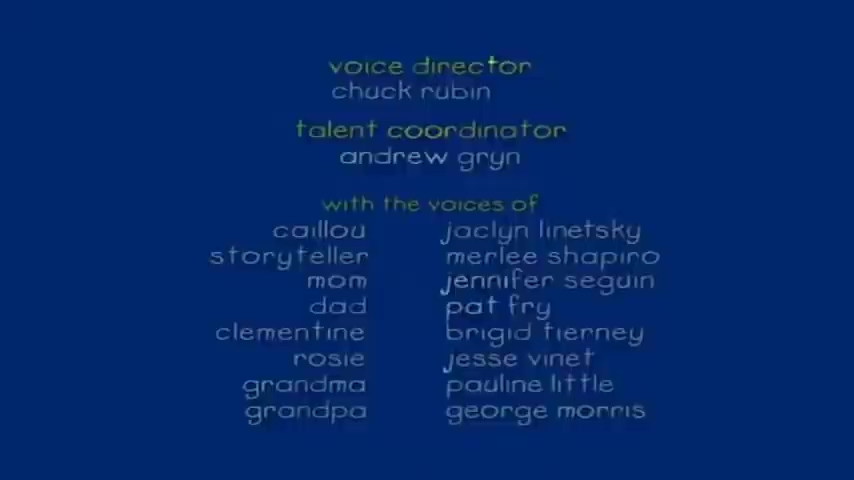 voice director
chuck rubin
talent coordinator
andrew gryn
with the voices of
caillou jaclyn linetsky
storyteller merlee shapiro
mom jennifer seguin
dad pat fry
clementine brigid tierney
rosie jesse vinet
grandma pauline little
grandpa george morris